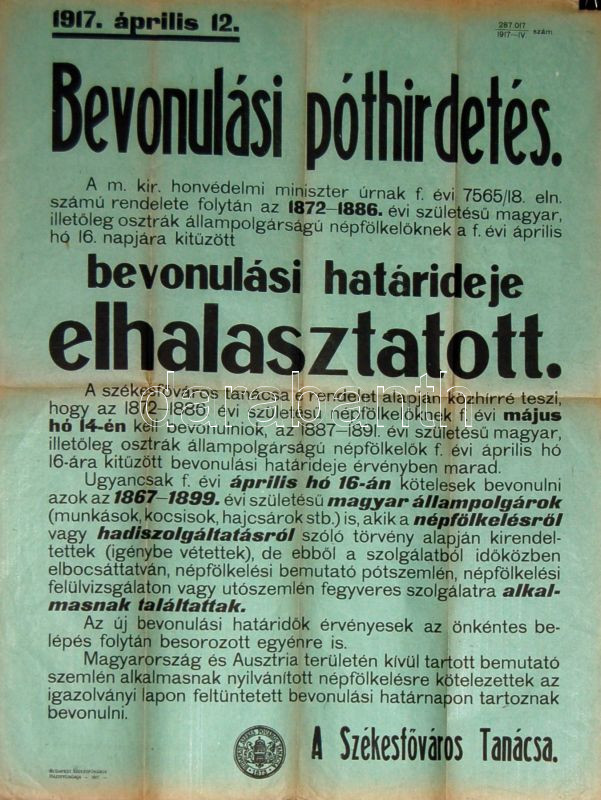 1917. április 12.
287.017
1917—IV. szám.
Bevonulási póthirdetés.
A m. kir. honvédelmi miniszter úrnak f. évi 7565/18. eln.
számú rendelete folytán az 1872–1886. évi születésű magyar,
illetőleg osztrák állampolgárságú népfölkelőknek a f. évi április
hó 16. napjára kitűzött
bevonulási határideje
elhalasztatott.
A székesfőváros tanácsa e rendelet alapján közhírré teszi,
hogy az 1872–1886. évi születésű népfölkelőknek f. évi május
hó 14-én kell bevonulniok, az 1887–1891. évi születésű magyar,
illetőleg osztrák állampolgárságú népfölkelők f. évi április hó
16-ára kitűzött bevonulási határideje érvényben marad.
Ugyancsak f. évi április hó 16-án kötelesek bevonulni
azok az 1867–1899. évi születésű magyar állampolgárok
(munkások, kocsisok, hajcsárok stb.) is, akik a népfölkelésről
vagy hadiszolgáltatásról szóló törvény alapján kirendel-
tettek (igénybe vétettek), de ebből a szolgálatból időközben
elbocsáttatván, népfölkelési bemutató pótszemlén, népfölkelési
felülvizsgálaton vagy utószemlén fegyveres szolgálatra alkal-
masnak találtattak.
Az új bevonulási határidők érvényesek az önkéntes be-
lépés folytán besorozott egyénre is.
Magyarország és Ausztria területén kívül tartott bemutató
szemlén alkalmasnak nyilvánított népfölkelésre kötelezettek az
igazolványi lapon feltüntetett bevonulási határnapon tartoznak
bevonulni.
A Székesfőváros Tanácsa.
BUDAPEST SZÉKESFŐVÁROS
HÁZINYOMDÁJA — 1917. —
darabanth